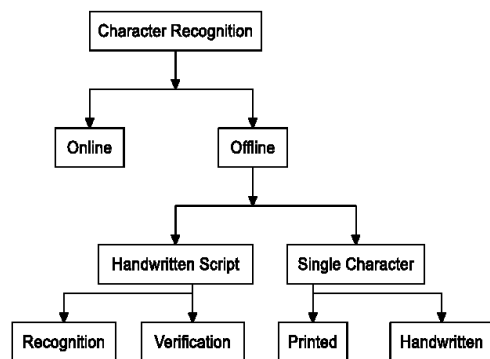 Character Recognition
Online
Offline
Handwritten Script
Single Character
Recognition
Verification
Printed
Handwritten